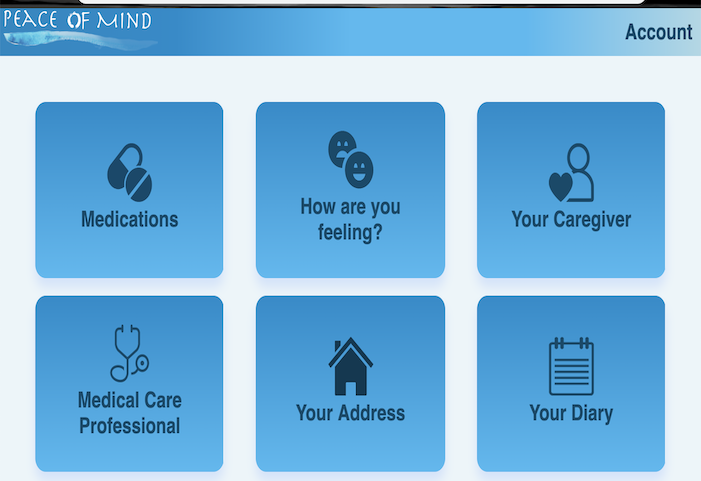 PEACE OF MIND
Account
Medications
How are you
feeling?
Your Caregiver
Medical Care
Professional
Your Address
Your Diary